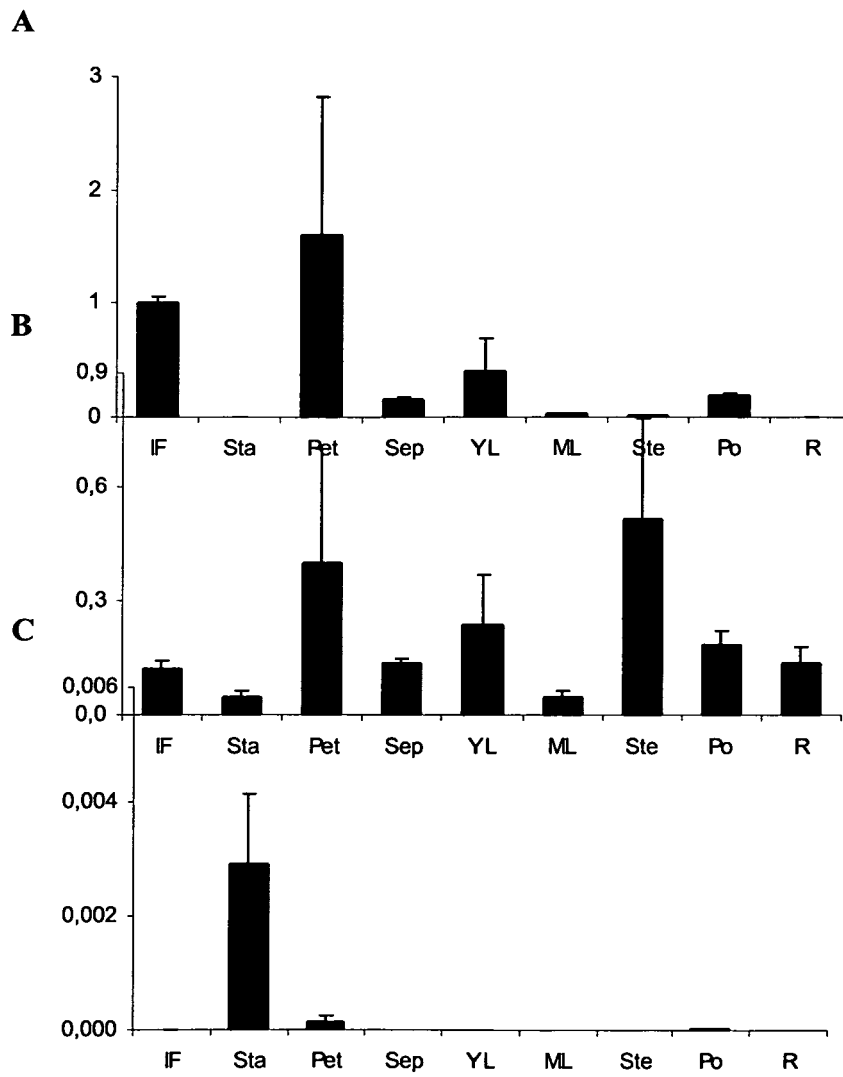 A
3
2
1
B
0,9
0
IF Sta Pet Sep YL ML Ste Po R
0,6
0,3
C
0,006
0,0
IF Sta Pet Sep YL ML Ste Po R
0,004
0,002
0,000
IF Sta Pet Sep YL ML Ste Po R